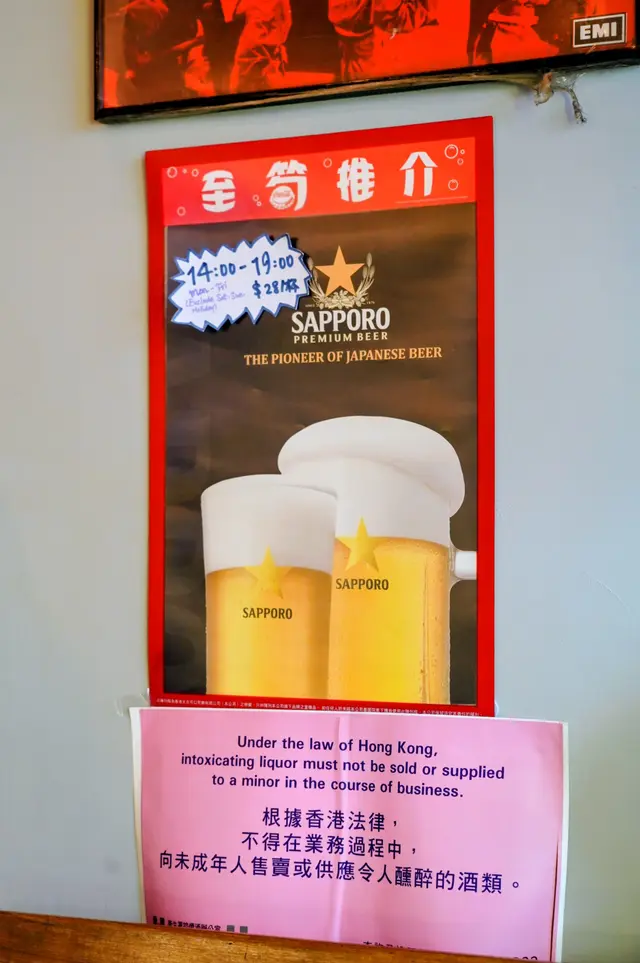 EMI
至筍推介
14:00 - 19:00
Mon - Fri
$28/杯
SAPPORO
PREMIUM BEER
THE PIONEER OF JAPANESE BEER
SAPPORO
SAPPORO
Under the law of Hong Kong,
intoxicating liquor must not be sold or supplied
to a minor in the course of business.
根據香港法律，
不得在業務過程中，
向未成年人售賣或供應令人醺醉的酒類。